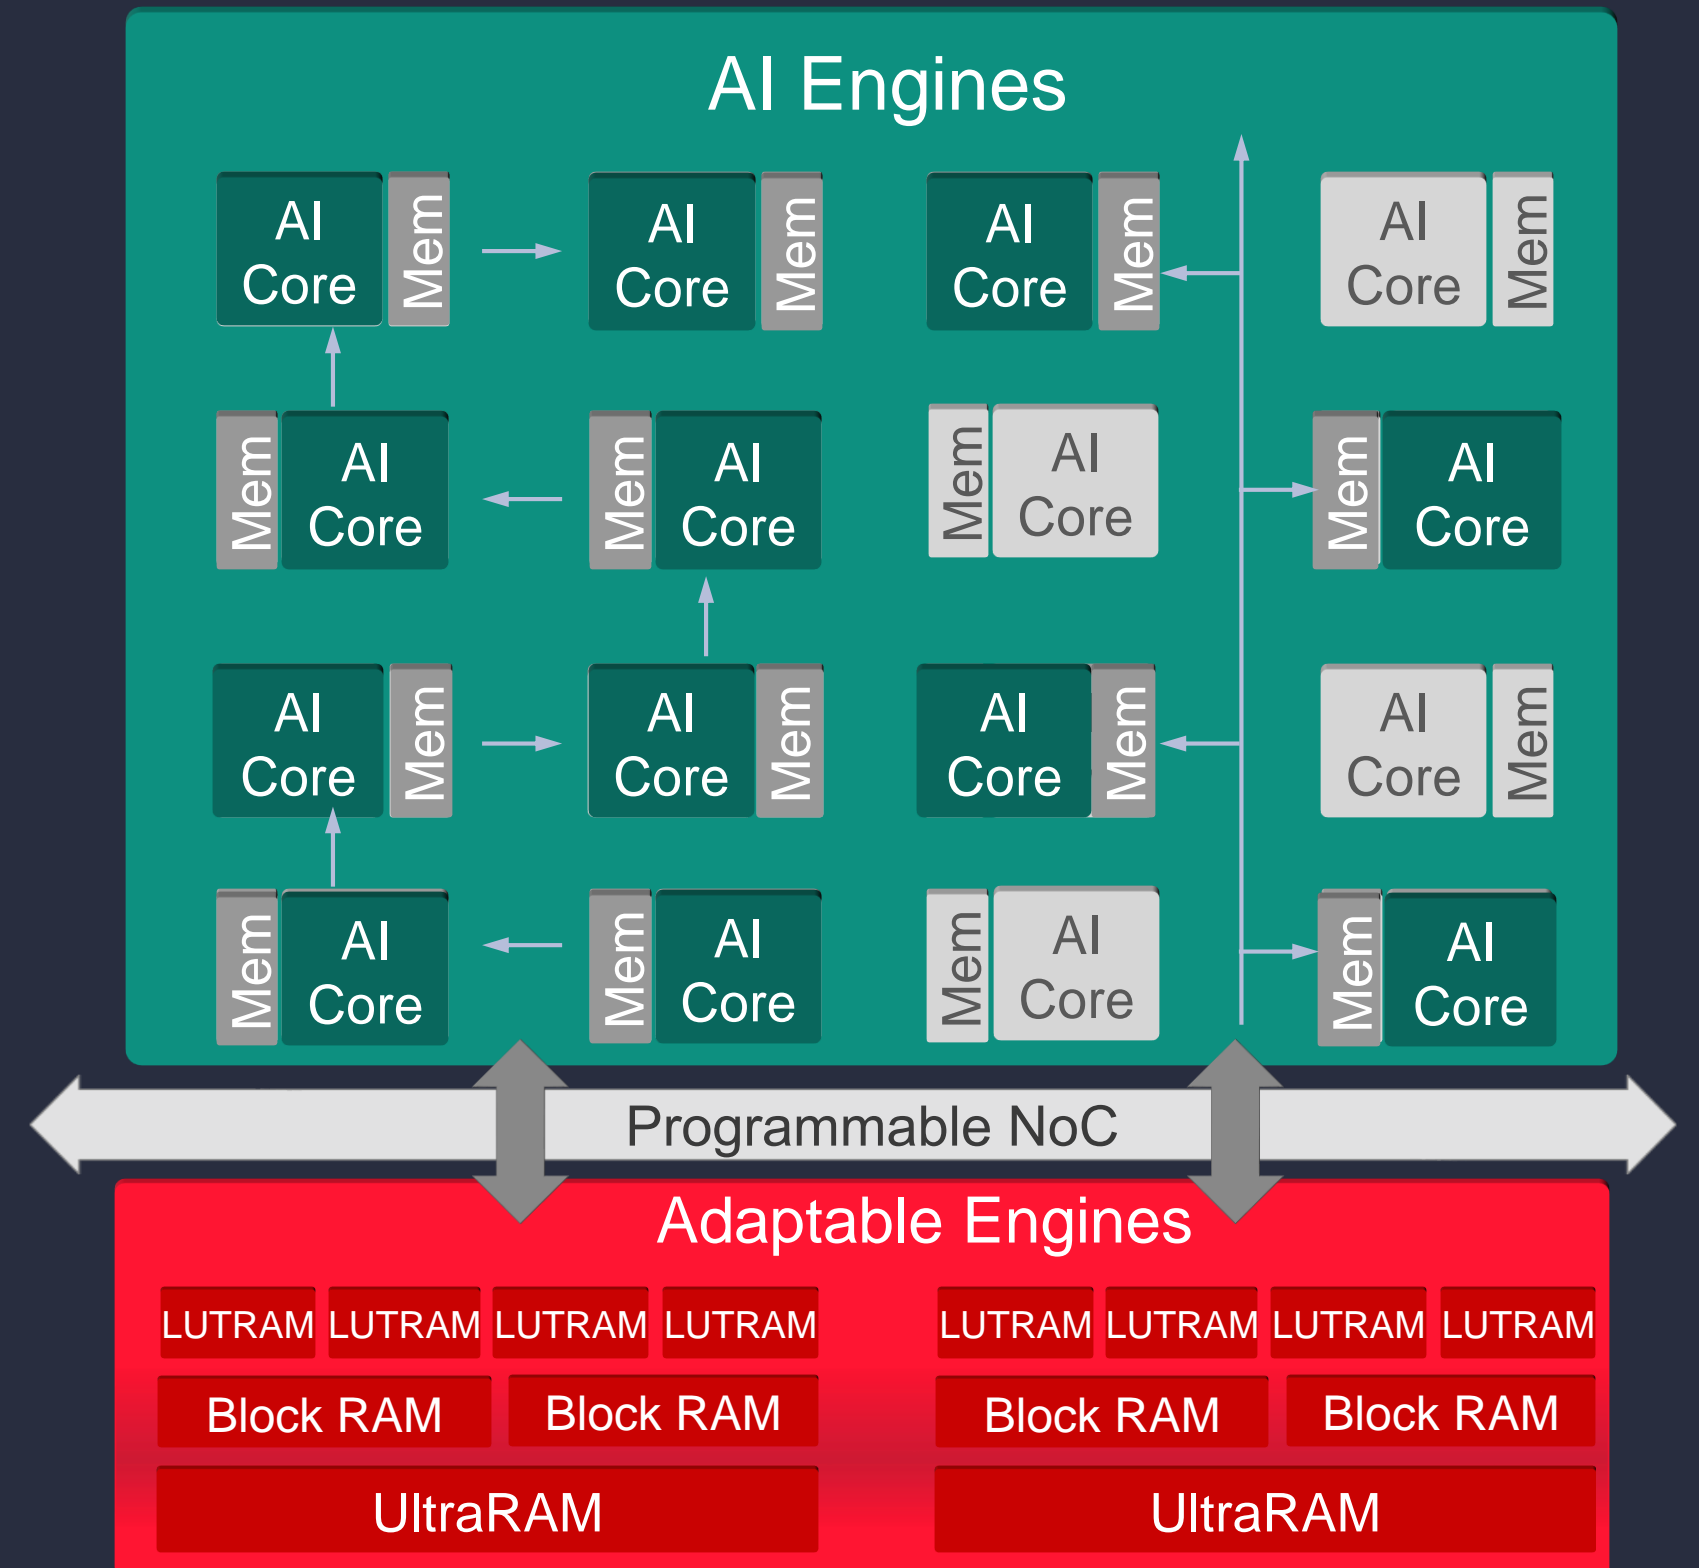 AI Engines
AI
Core
Mem
AI
Core
Mem
AI
Core
Mem
AI
Core
Mem
Mem
AI
Core
Mem
AI
Core
Mem
AI
Core
Mem
AI
Core
AI
Core
Mem
AI
Core
Mem
AI
Core
Mem
AI
Core
Mem
Mem
AI
Core
Mem
AI
Core
Mem
AI
Core
Mem
AI
Core
Programmable NoC
Adaptable Engines
LUTRAM LUTRAM LUTRAM LUTRAM LUTRAM LUTRAM LUTRAM LUTRAM
Block RAM Block RAM Block RAM Block RAM
UltraRAM UltraRAM